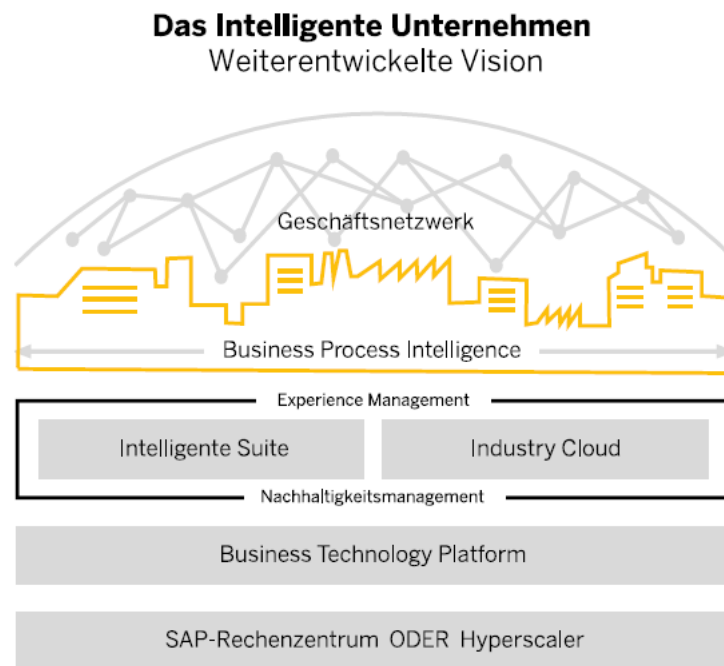 Das Intelligente Unternehmen
Weiterentwickelte Vision
Geschäftsnetzwerk
Business Process Intelligence
Experience Management
Intelligente Suite
Industry Cloud
Nachhaltigkeitsmanagement
Business Technology Platform
SAP-Rechenzentrum ODER Hyperscaler